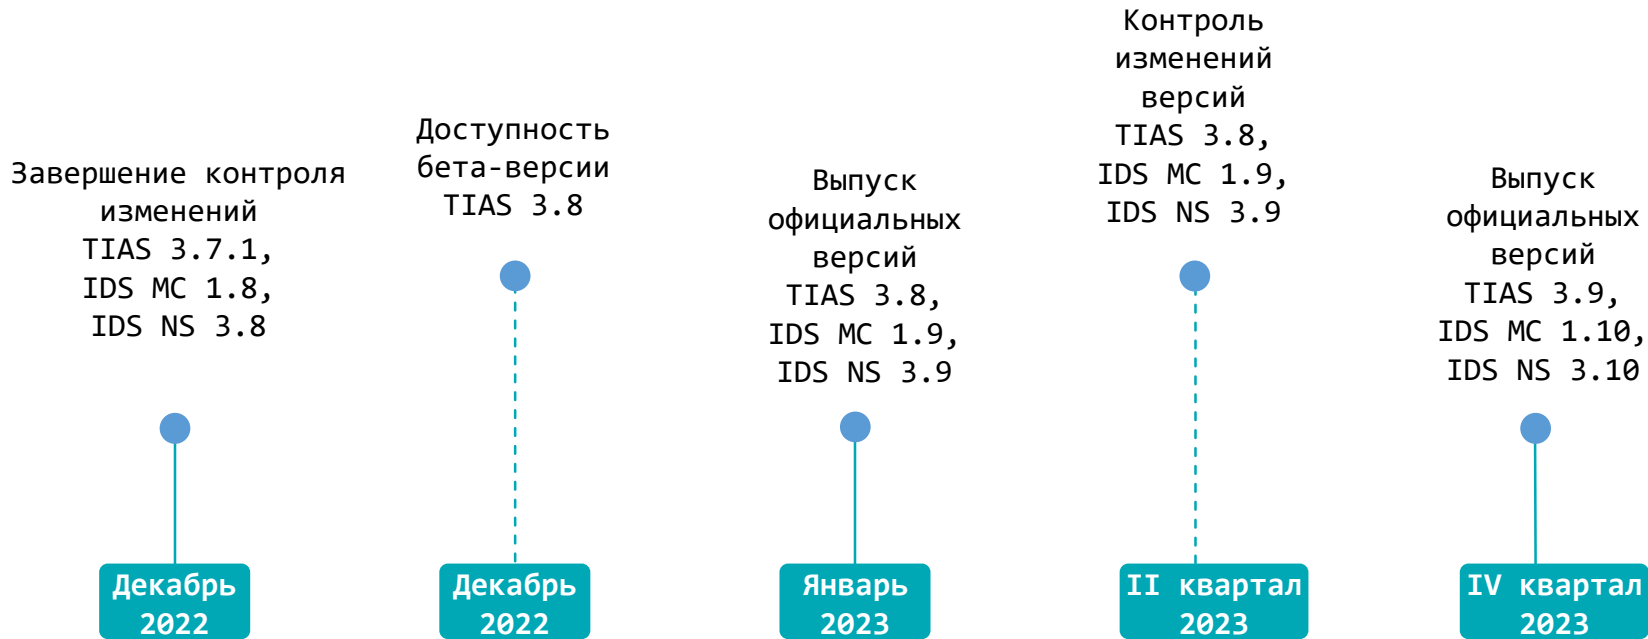 Завершение контроля
изменений
TIAS 3.7.1,
IDS MC 1.8,
IDS NS 3.8
Декабрь
2022
Доступность
бета-версии
TIAS 3.8
Декабрь
2022
Выпуск
официальных
версий
TIAS 3.8,
IDS MC 1.9,
IDS NS 3.9
Январь
2023
Контроль
изменений
версий
TIAS 3.8,
IDS MC 1.9,
IDS NS 3.9
II квартал
2023
Выпуск
официальных
версий
TIAS 3.9,
IDS MC 1.10,
IDS NS 3.10
IV квартал
2023